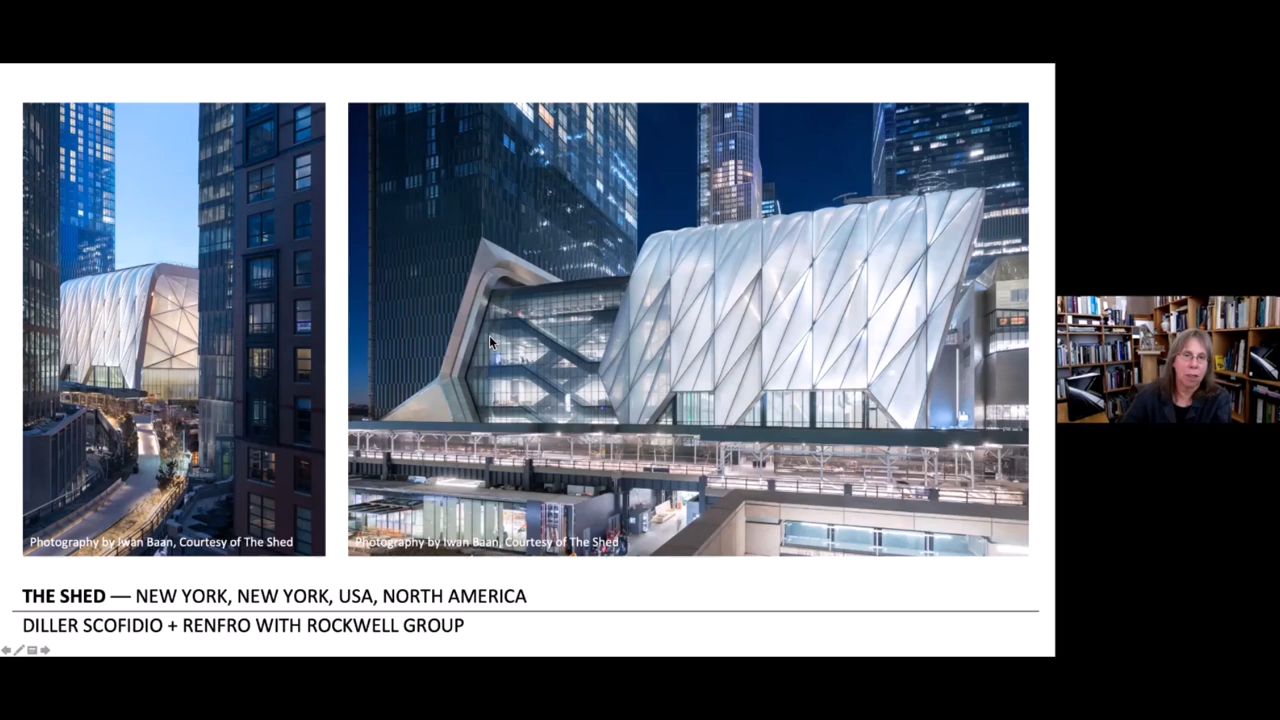 Photography by Iwan Baan, Courtesy of The Shed
Photography by Iwan Baan, Courtesy of The Shed
THE SHED — NEW YORK, NEW YORK, USA, NORTH AMERICA
DILLER SCOFIDIO + RENFRO WITH ROCKWELL GROUP